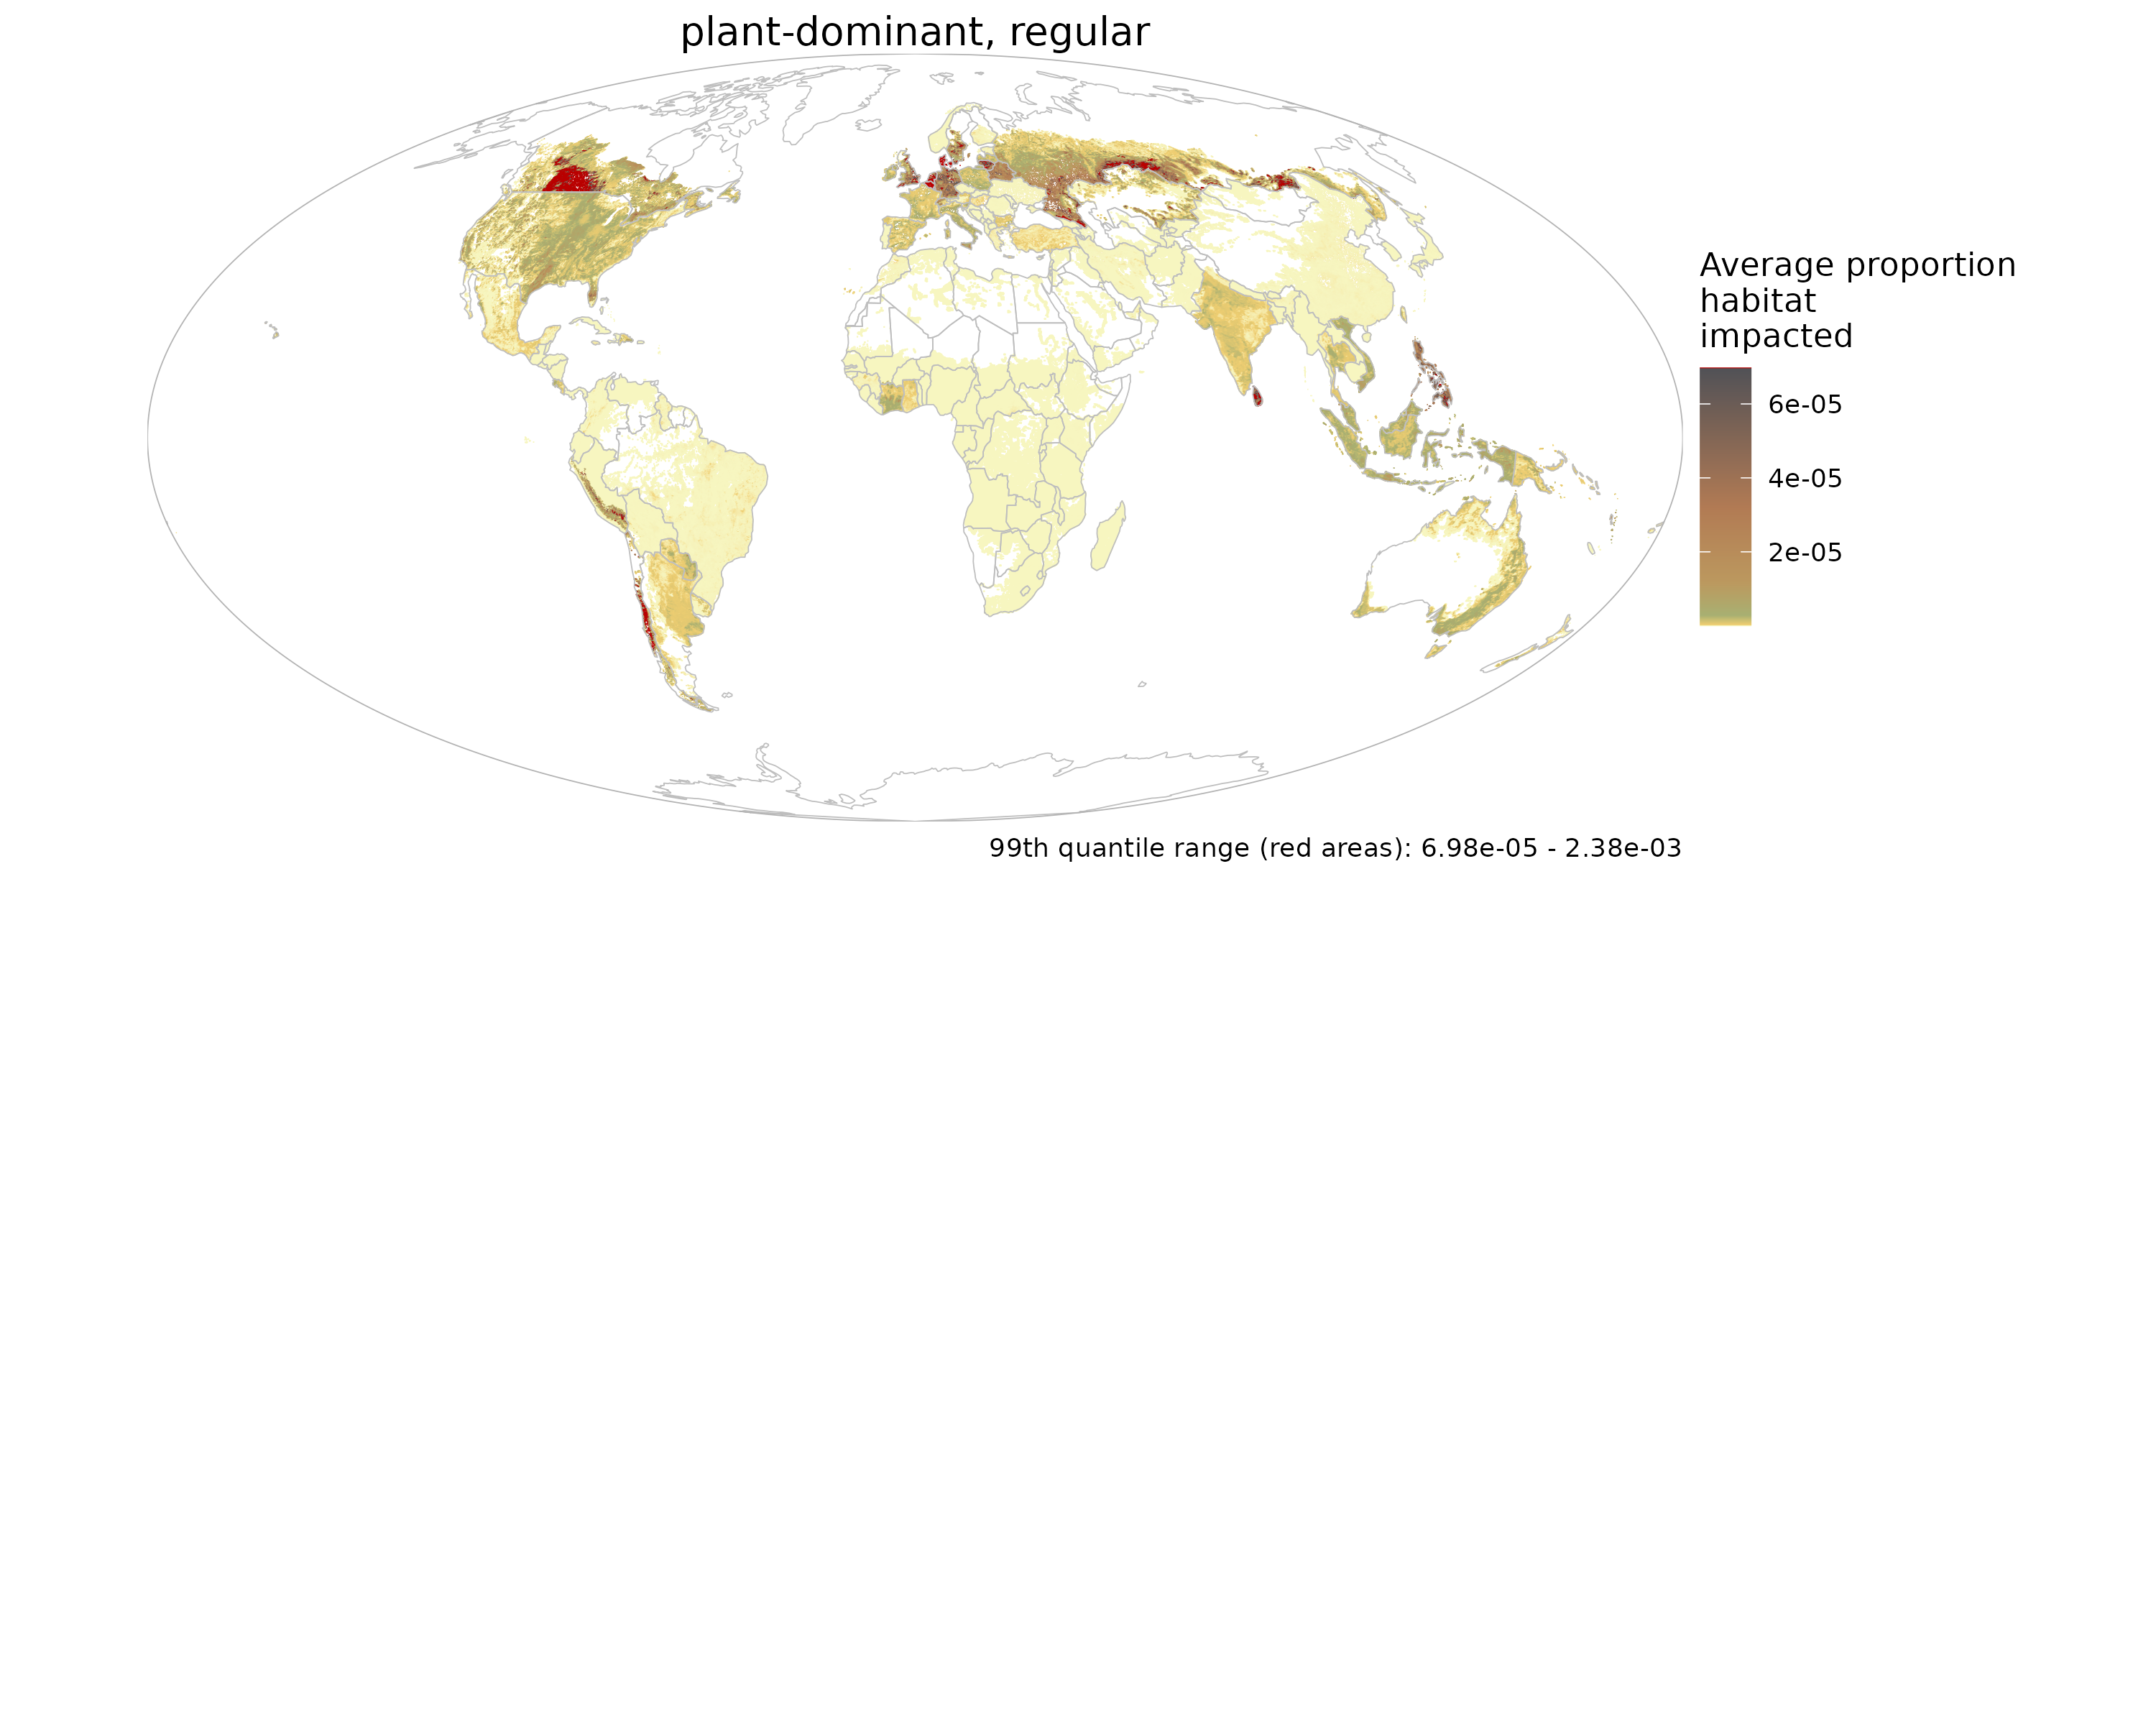 plant-dominant, regular
Average proportion
habitat
impacted
6e-05
4e-05
2e-05
99th quantile range (red areas): 6.98e-05 - 2.38e-03